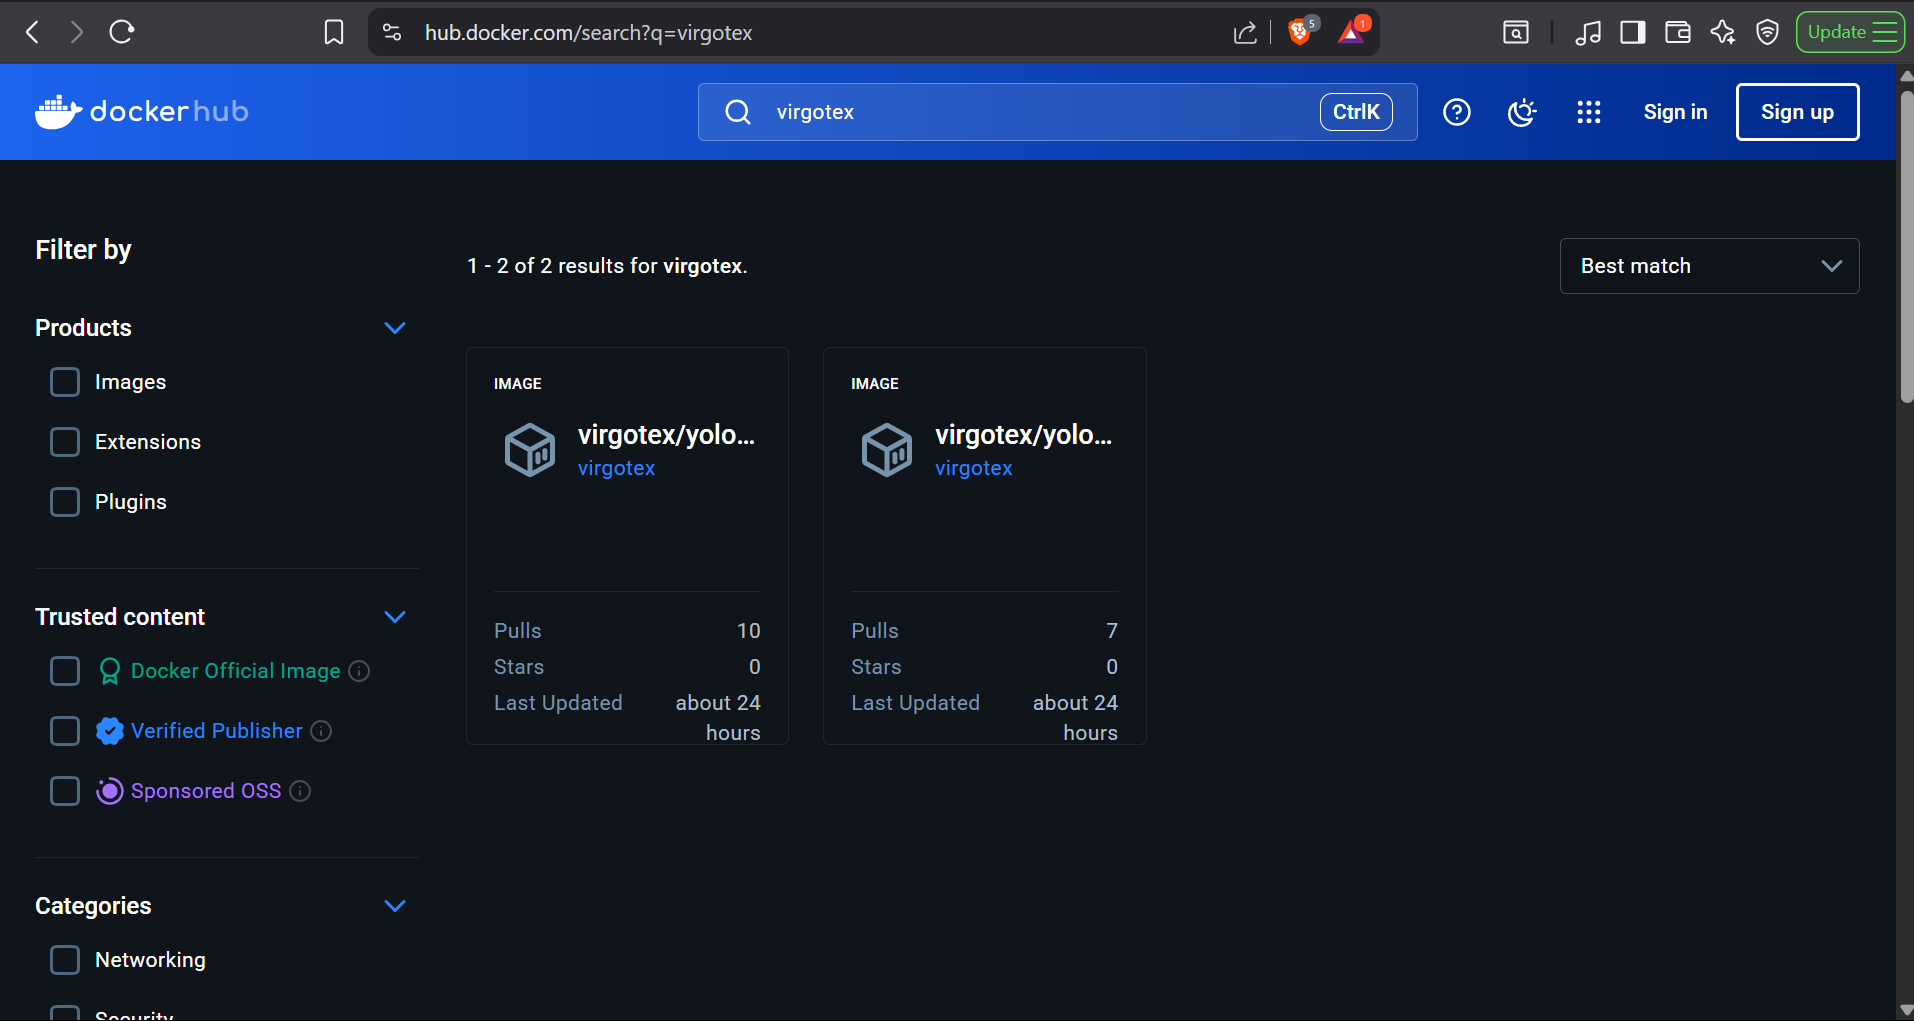 hub.docker.com/search?q=virgotex
5
1
Update
dockerhub
virgotex
CtrlK
Sign in
Sign up
Filter by
1 - 2 of 2 results for virgotex.
Best match
Products
Images
Extensions
Plugins
Trusted content
Docker Official Image
Verified Publisher
Sponsored OSS
Categories
Networking
Security
IMAGE
virgotex/yolo...
virgotex
Pulls 10
Stars 0
Last Updated about 24
hours
IMAGE
virgotex/yolo...
virgotex
Pulls 7
Stars 0
Last Updated about 24
hours